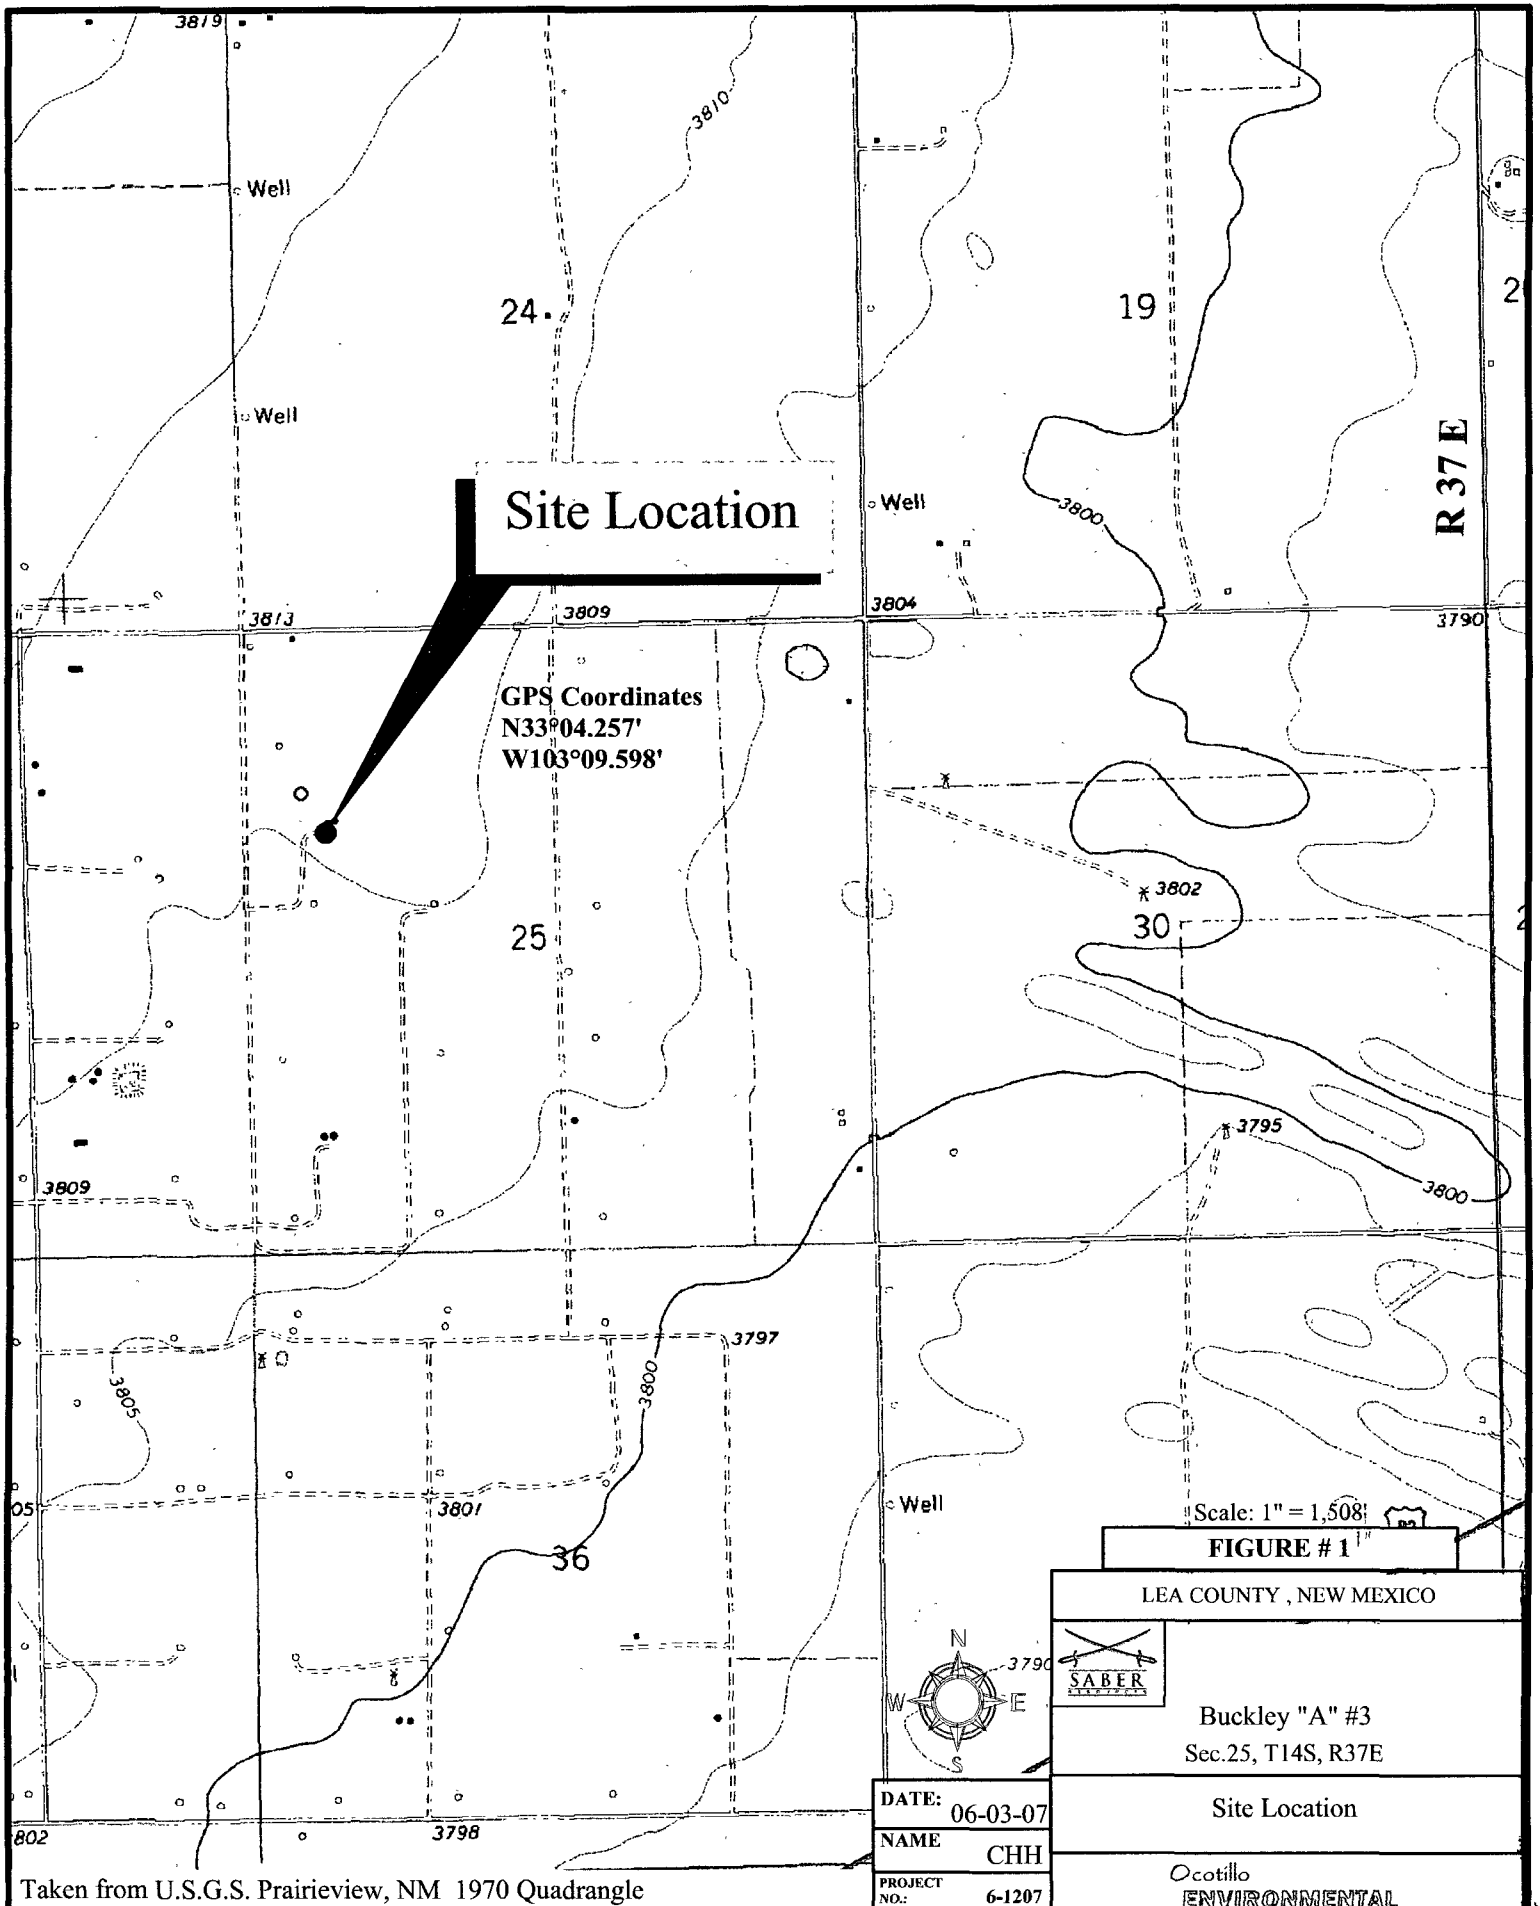 3819
3810
Well
24
19
Well
R 37 E
Site Location
Well
3800
3813
3809
3804
3790
GPS Coordinates
N33°04.257'
W103°09.598'
3802
25
30
3795
3809
3800
3797
3805
3800
3801
Well
36
Scale: 1" = 1,508'
FIGURE # 1
LEA COUNTY , NEW MEXICO
N
W
E
S
3790
SABER
Buckley "A" #3
Sec.25, T14S, R37E
DATE:
06-03-07
Site Location
NAME
CHH
802
3798
PROJECT
NO.:
6-1207
Ocotillo
ENVIRONMENTAL
Taken from U.S.G.S. Prairieview, NM 1970 Quadrangle